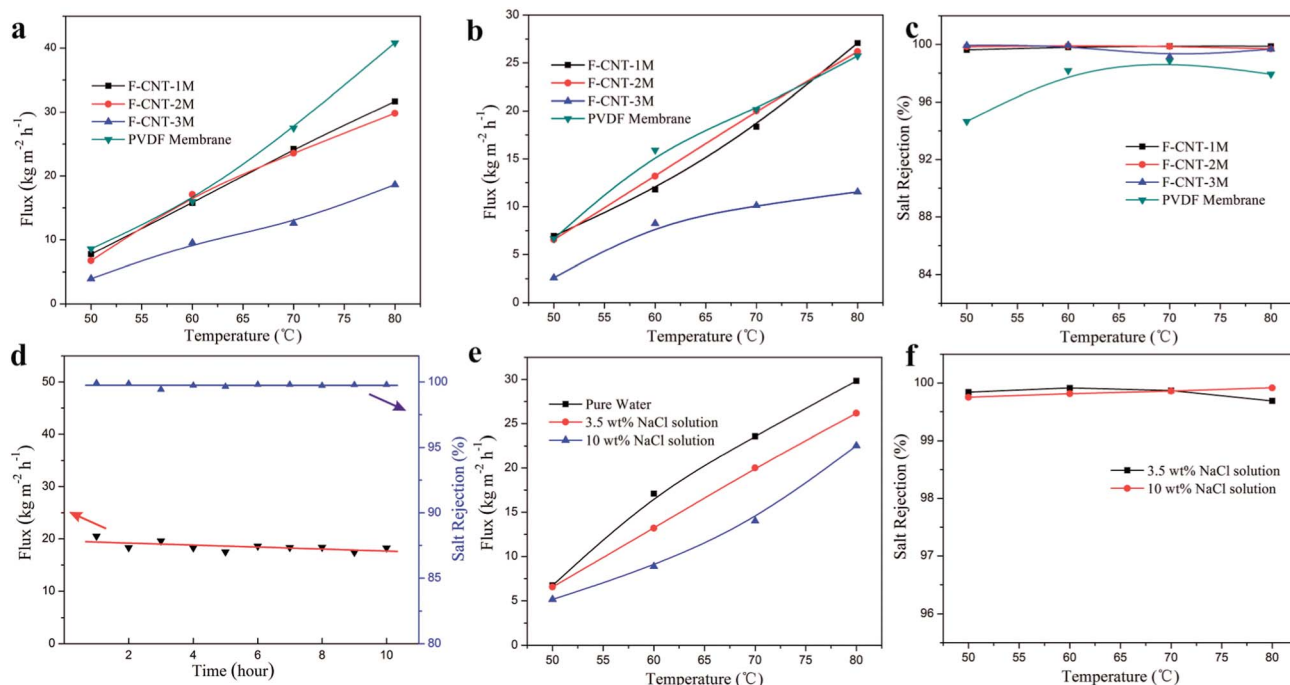 a
Flux (kg m⁻² h⁻¹)
40
30
20
10
0
F-CNT-1M
F-CNT-2M
F-CNT-3M
PVDF Membrane
50 55 60 65 70 75 80
Temperature (℃)
b
Flux (kg m⁻² h⁻¹)
30
25
20
15
10
5
0
F-CNT-1M
F-CNT-2M
F-CNT-3M
PVDF Membrane
50 55 60 65 70 75 80
Temperature (℃)
c
Salt Rejection (%)
100
96
92
88
84
F-CNT-1M
F-CNT-2M
F-CNT-3M
PVDF Membrane
50 55 60 65 70 75 80
Temperature (℃)
d
Flux (kg m⁻² h⁻¹)
50
40
30
20
10
0
100
95
90
85
80
Salt Rejection (%)
2 4 6 8 10
Time (hour)
e
Flux (kg m⁻² h⁻¹)
30
25
20
15
10
5
0
Pure Water
3.5 wt% NaCl solution
10 wt% NaCl solution
50 55 60 65 70 75 80
Temperature (℃)
f
Salt Rejection (%)
100
99
98
97
96
3.5 wt% NaCl solution
10 wt% NaCl solution
50 55 60 65 70 75 80
Temperature (℃)